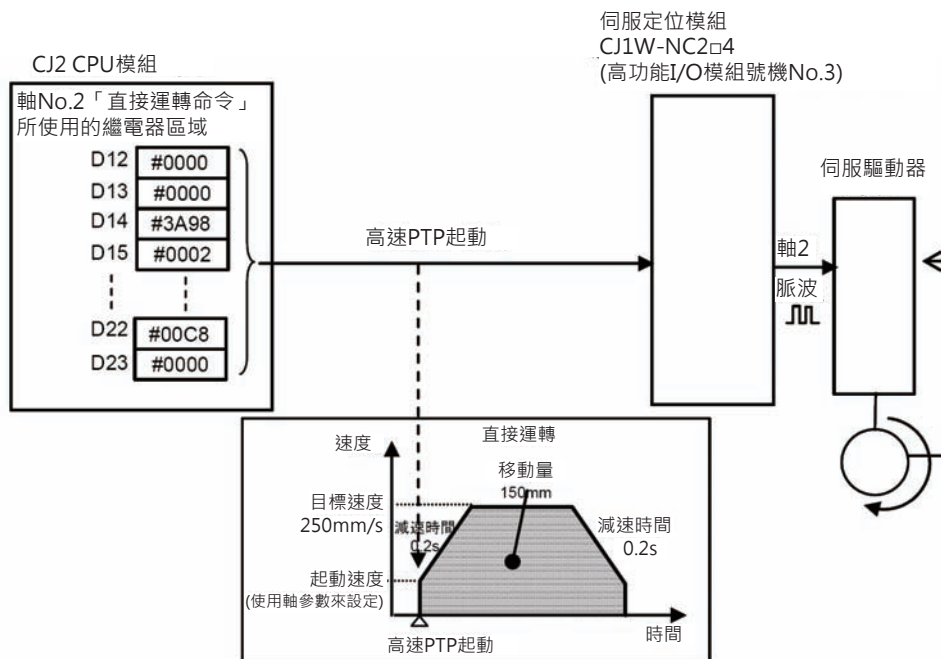 CJ2 CPU模組
軸No.2「直接運轉命令」
所使用的繼電器區域
D12 #0000
D13 #0000
D14 #3A98
D15 #0002
D22 #00C8
D23 #0000
高速PTP起動
伺服定位模組
CJ1W-NC2□4
(高功能I/O模組號機No.3)
軸2
脈波
伺服驅動器
直接運轉
速度
移動量
150mm
目標速度
250mm/s
減速時間
0.2s
減速時間
0.2s
起動速度
(使用軸參數來設定)
時間
高速PTP起動